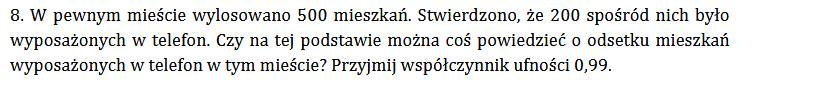 8. W pewnym mieście wylosowano 500 mieszkań. Stwierdzono, że 200 spośród nich było
wyposażonych w telefon. Czy na tej podstawie można coś powiedzieć o odsetku mieszkań
wyposażonych w telefon w tym mieście? Przyjmij współczynnik ufności 0,99.